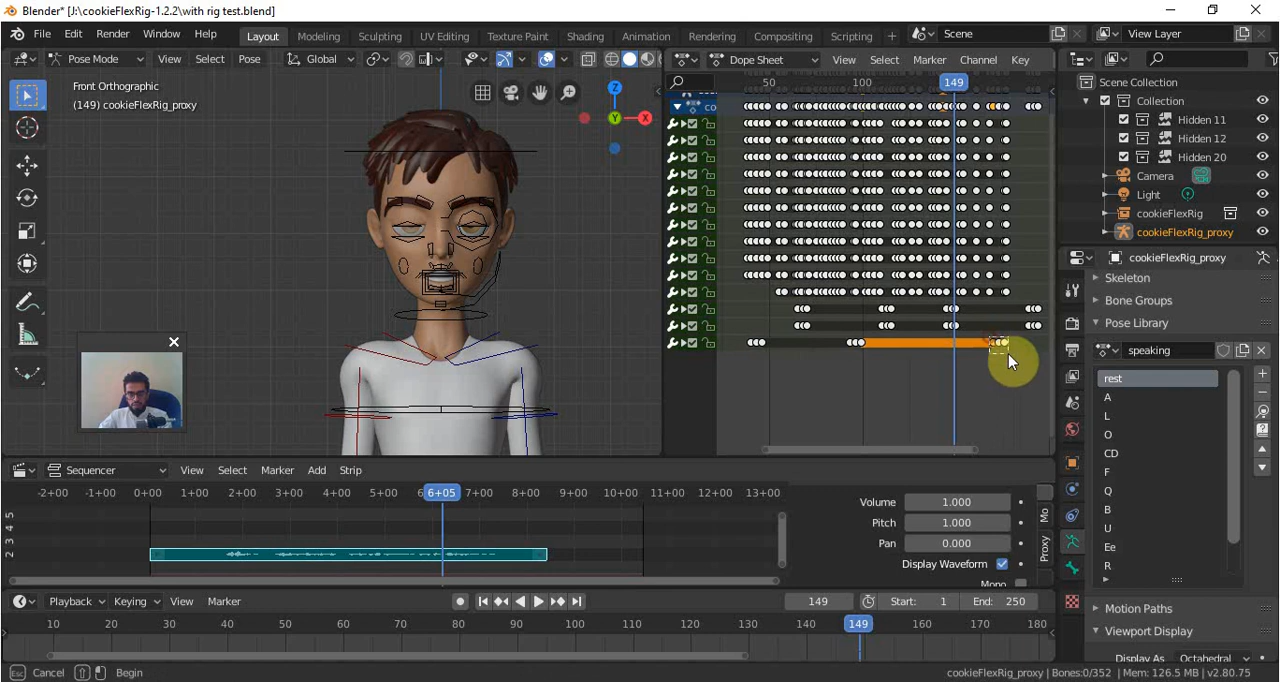 Blender* [J:\cookieFlexRig-1.2.2\with rig test.blend]
File Edit Render Window Help Layout Modeling Sculpting UV Editing Texture Paint Shading Animation Rendering Compositing Scripting + Scene View Layer
Pose Mode View Select Pose Global
Dope Sheet View Select Marker Channel Key
Front Orthographic
(149) cookieFlexRig_proxy
Z
Y
X
50 100 149
co
Scene Collection
Collection
Hidden 11
Hidden 12
Hidden 20
Camera
Light
cookieFlexRig
cookieFlexRig_proxy
cookieFlexRig_proxy
Skeleton
Bone Groups
Pose Library
speaking
rest
A
L
O
CD
F
Q
B
U
Ee
R
Motion Paths
Viewport Display
Display As Octahedral
Sequencer View Select Marker Add Strip
-2+00 -1+00 0+00 1+00 2+00 3+00 4+00 5+00 6+05 7+00 8+00 9+00 10+00 11+00 12+00 13+00
5
4
3
2
Volume 1.000
Pitch 1.000
Pan 0.000
Display Waveform
Mono
Mo
Proxy
Playback Keying View Marker 149 Start: 1 End: 250
10 20 30 40 50 60 70 80 90 100 110 120 130 149 160 170 180
Esc Cancel Begin cookieFlexRig_proxy | Bones:0/352 | Mem: 126.5 MB | v2.80.75